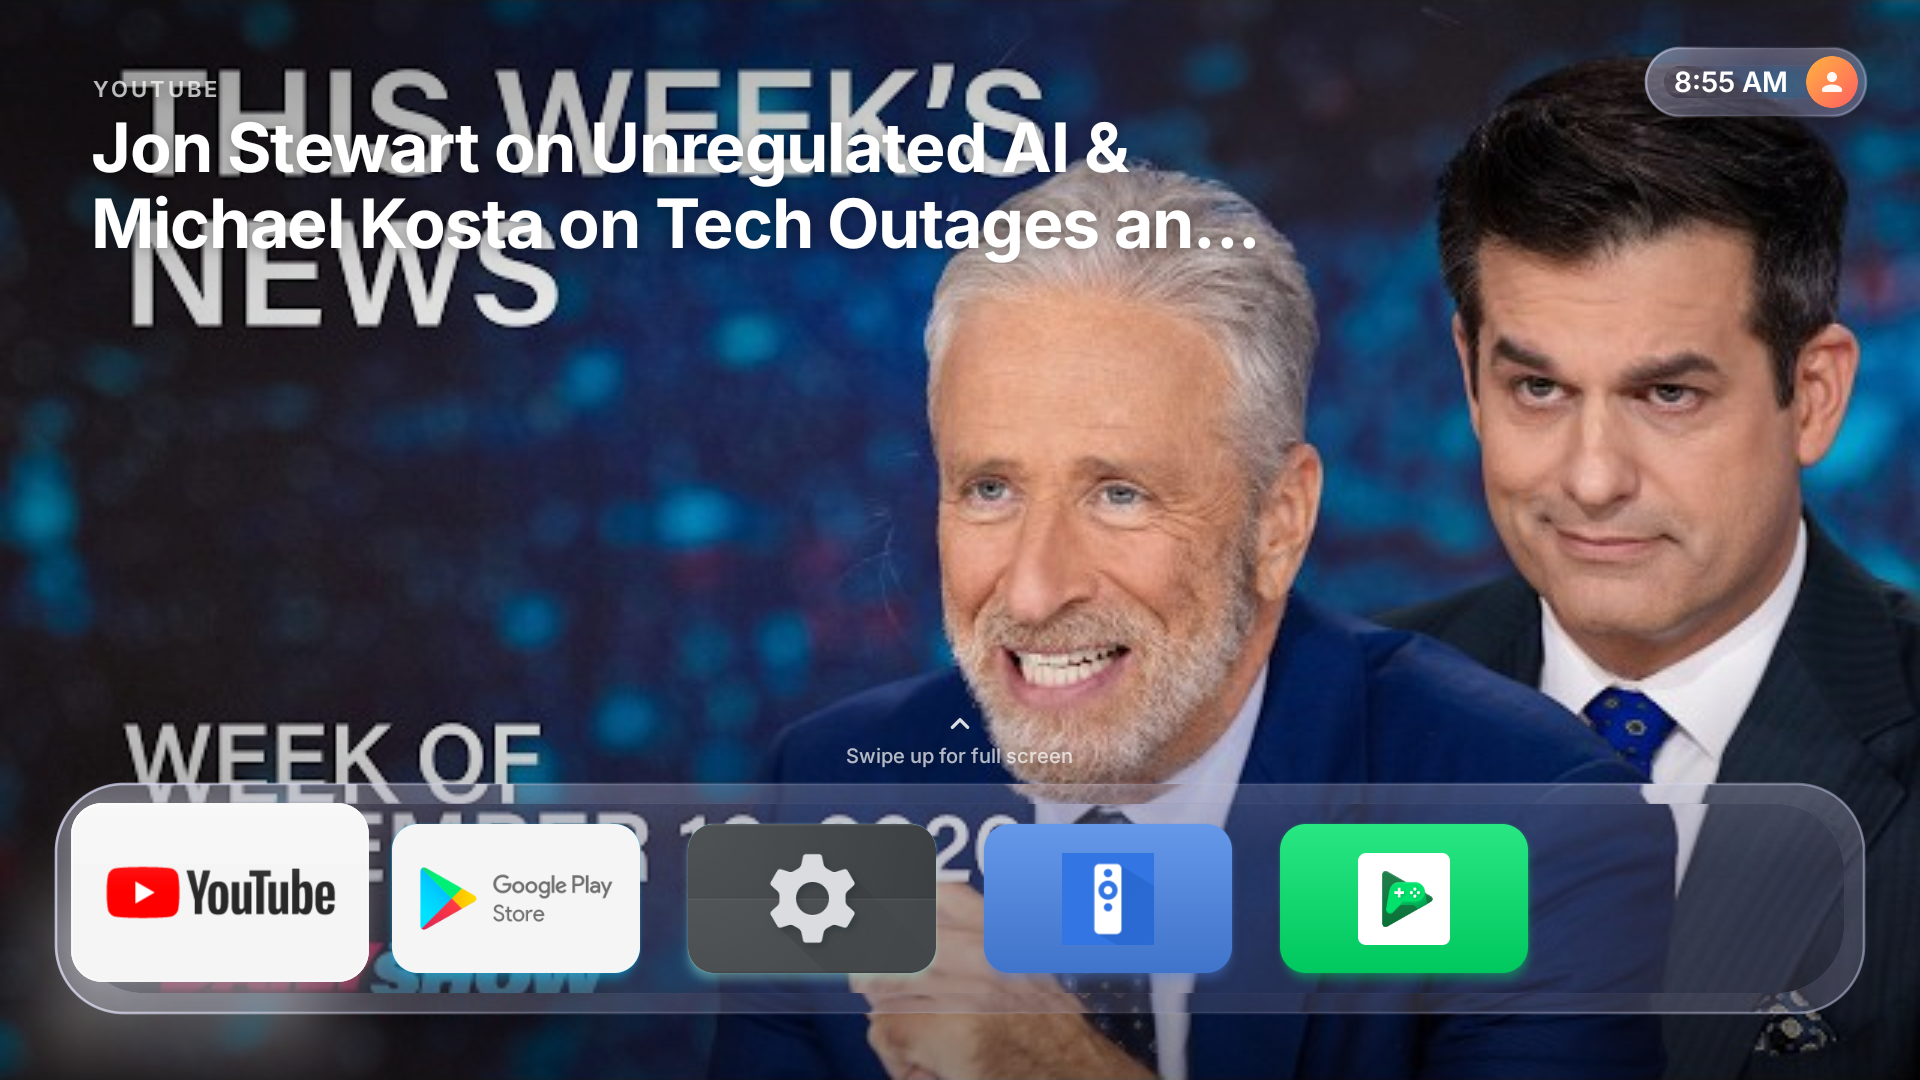 YOUTUBE
8:55 AM
THIS WEEK'S
NEWS
Jon Stewart on Unregulated AI &
Michael Kosta on Tech Outages an...
WEEK OF
Swipe up for full screen
YouTube
Google Play
Store
SHOW